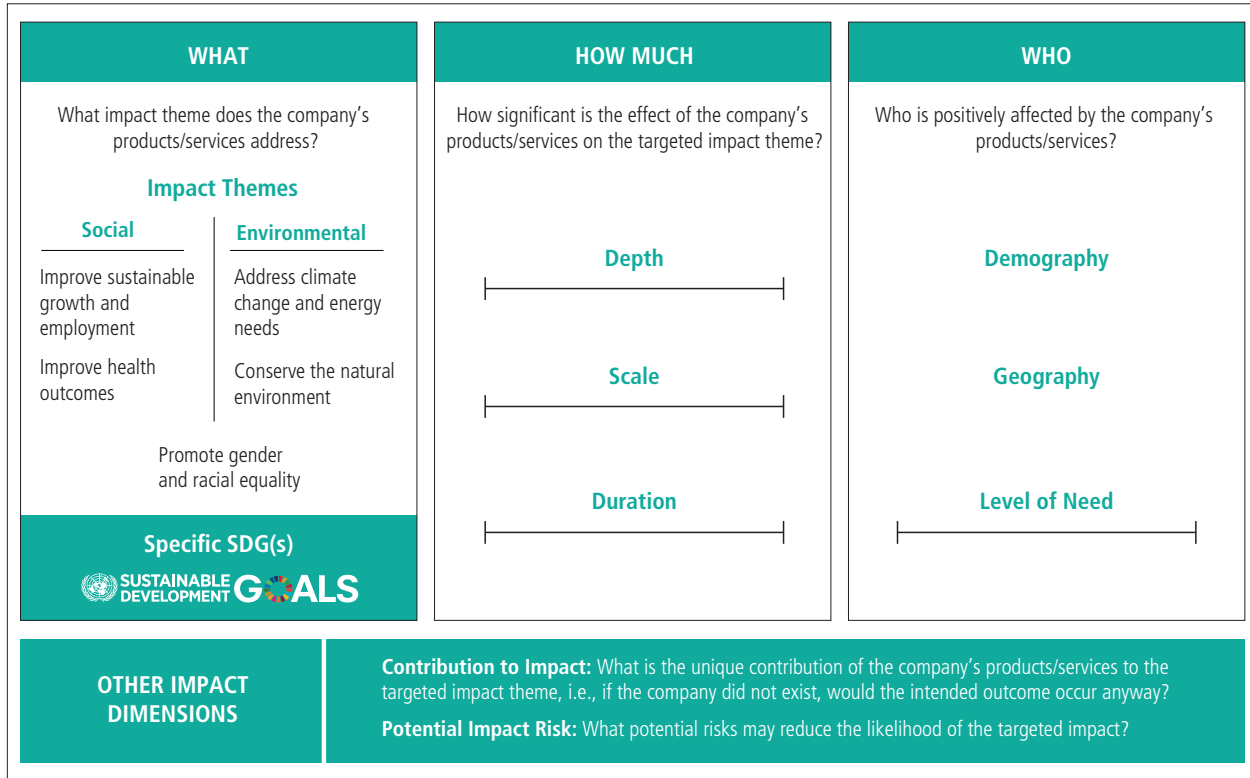 WHAT
What impact theme does the company's
products/services address?
Impact Themes
Social
Improve sustainable
growth and
employment
Improve health
outcomes
Environmental
Address climate
change and energy
needs
Conserve the natural
environment
Promote gender
and racial equality
Specific SDG(s)
SUSTAINABLE
DEVELOPMENT
GOALS
HOW MUCH
How significant is the effect of the company's
products/services on the targeted impact theme?
Depth
Scale
Duration
WHO
Who is positively affected by the company's
products/services?
Demography
Geography
Level of Need
OTHER IMPACT
DIMENSIONS
Contribution to Impact: What is the unique contribution of the company's products/services to the
targeted impact theme, i.e., if the company did not exist, would the intended outcome occur anyway?
Potential Impact Risk: What potential risks may reduce the likelihood of the targeted impact?